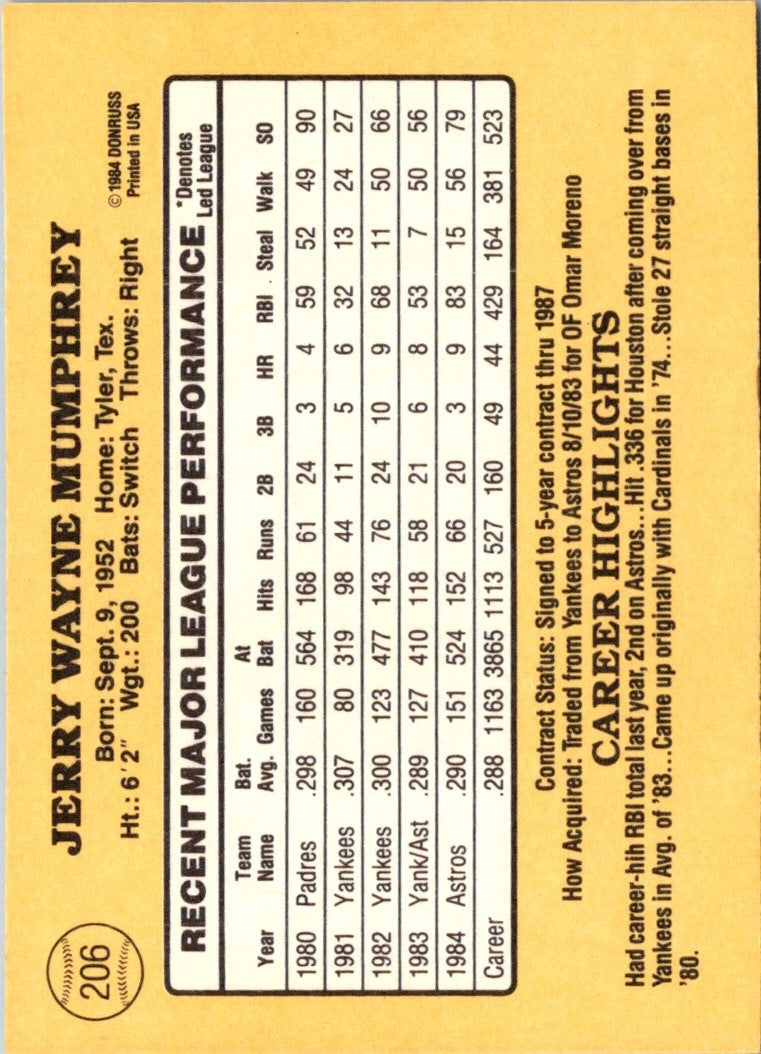 206
JERRY WAYNE MUMPHREY
Born: Sept. 9, 1952 Home: Tyler, Tex.
Ht.: 6'2" Wgt.: 200 Bats: Switch Throws: Right
© 1984 DONRUSS
Printed in USA
RECENT MAJOR LEAGUE PERFORMANCE
*Denotes
Led League
Year Team Name Bat. Avg. Games At Bat Hits Runs 2B 3B HR RBI Steal Walk SO
1980 Padres .298 160 564 168 61 24 3 4 59 52 49 90
1981 Yankees .307 80 319 98 44 11 5 6 32 13 24 27
1982 Yankees .300 123 477 143 76 24 10 9 68 11 50 66
1983 Yank/Ast .289 127 410 118 58 21 6 8 53 7 50 56
1984 Astros .290 151 524 152 66 20 3 9 83 15 56 79
Career .288 1163 3865 1113 527 160 49 44 429 164 381 523
Contract Status: Signed to 5-year contract thru 1987
How Acquired: Traded from Yankees to Astros 8/10/83 for OF Omar Moreno
CAREER HIGHLIGHTS
Had career-hih RBI total last year, 2nd on Astros...Hit .336 for Houston after coming over from
Yankees in Avg. of '83...Came up originally with Cardinals in '74...Stole 27 straight bases in
'80.